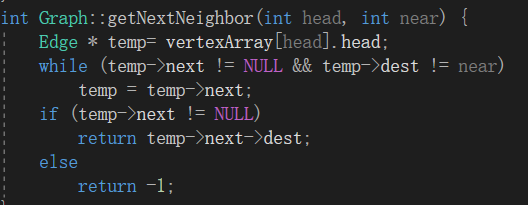 int Graph::getNextNeighbor(int head, int near) {
Edge * temp= vertexArray[head].head;
while (temp->next != NULL && temp->dest != near)
temp = temp->next;
if (temp->next != NULL)
return temp->next->dest;
else
return -1;